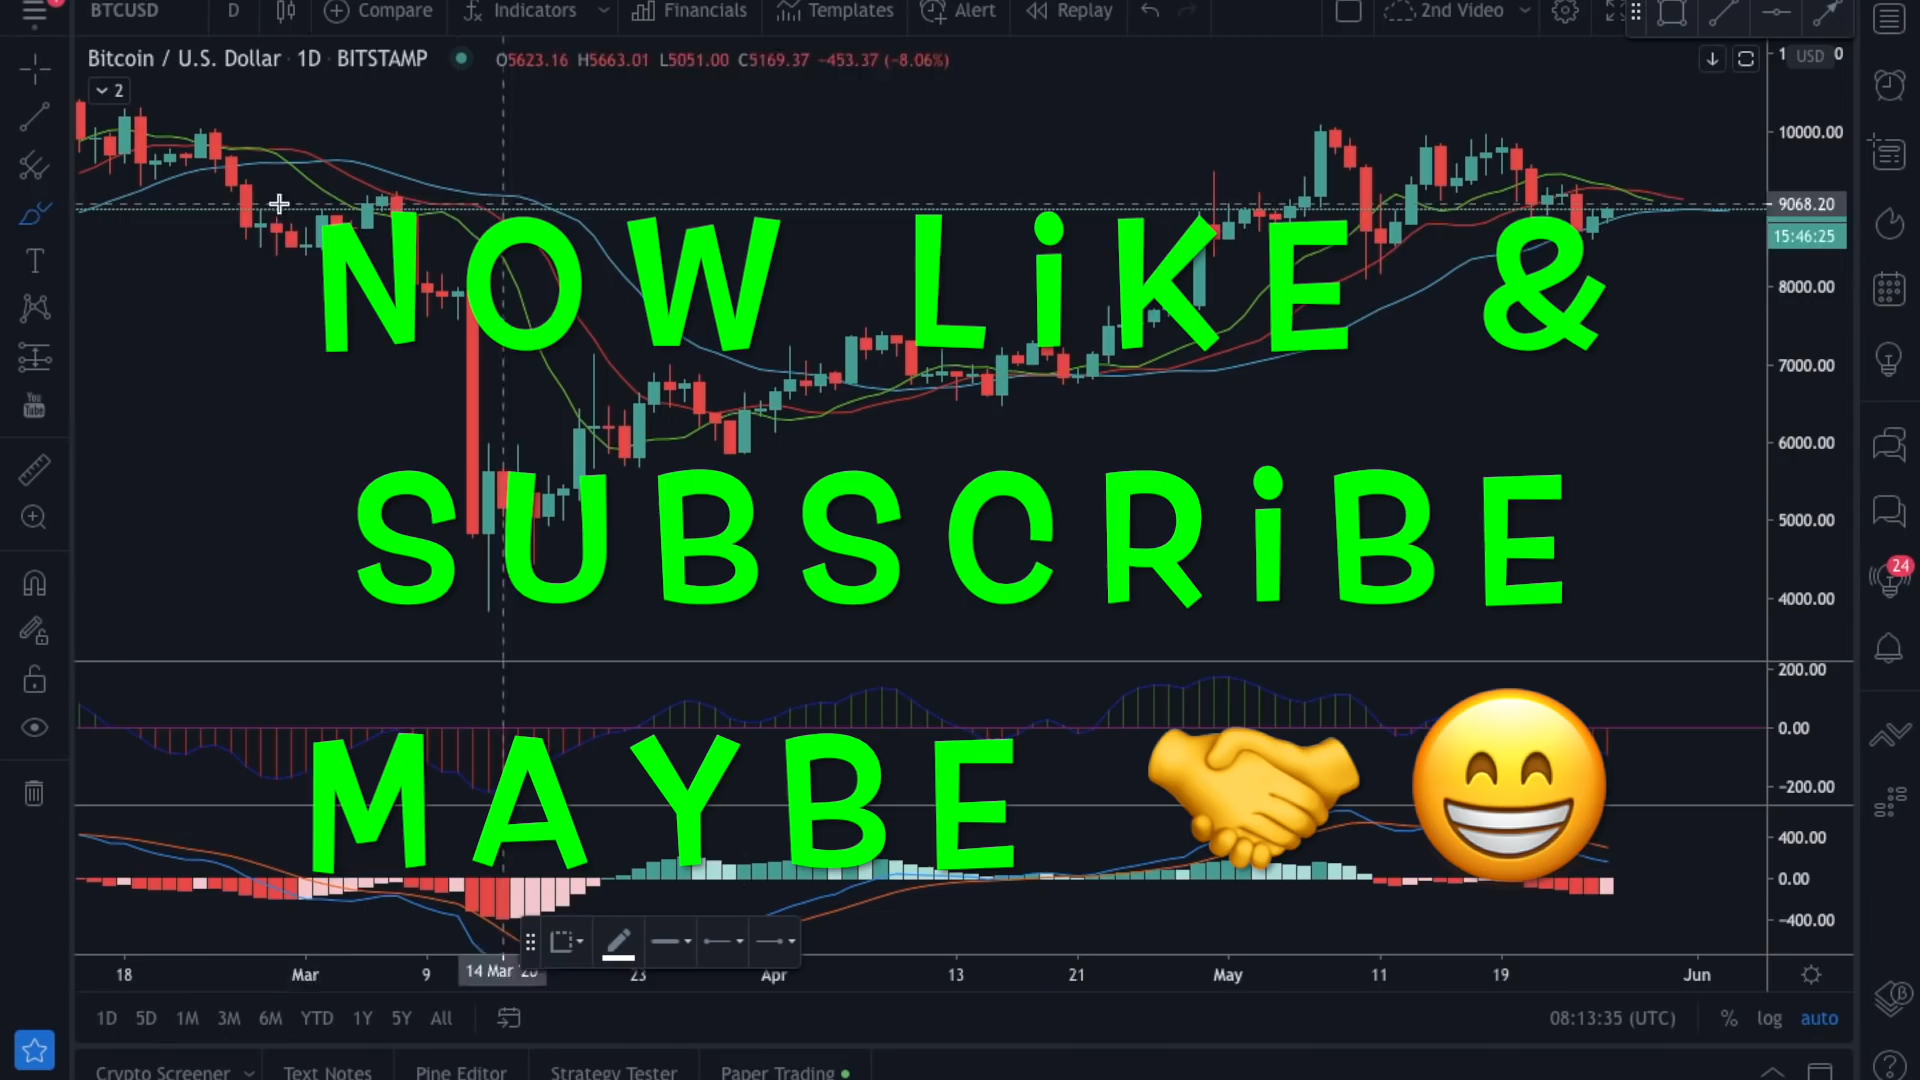 BTCUSD D Compare Indicators Financials Templates Alert Replay 2nd Video
Bitcoin / U.S. Dollar · 1D · BITSTAMP O5623.16 H5663.01 L5051.00 C5169.37 −453.37 (−8.06%)
USD
2
10000.00
9068.20
15:46:25
8000.00
7000.00
6000.00
5000.00
4000.00
NOW LiKE &
SUBSCRiBE
MAYBE
You
Tube
24
200.00
0.00
−200.00
400.00
0.00
−400.00
18 Mar 9 14 Mar '20 23 Apr 13 21 May 11 19 Jun
1D 5D 1M 3M 6M YTD 1Y 5Y All 08:13:35 (UTC) % log auto
Crypto Screener Text Notes Pine Editor Strategy Tester Paper Trading